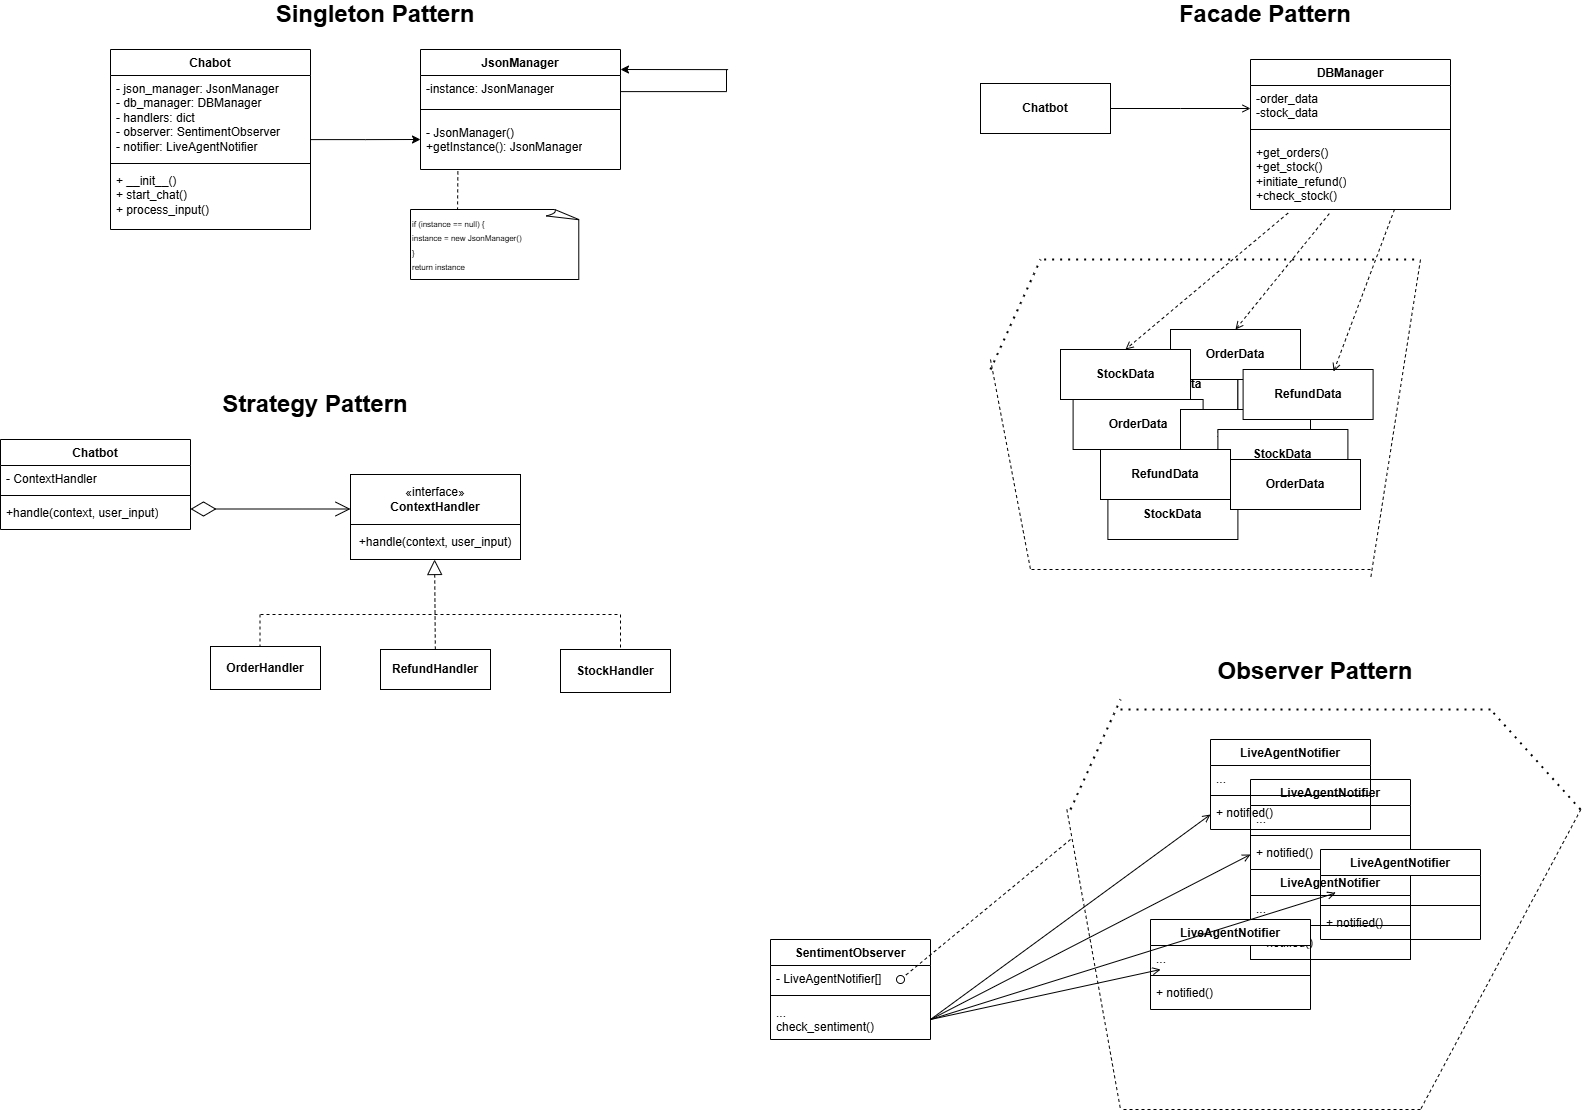 Singleton Pattern
Chabot
- json_manager: JsonManager
- db_manager: DBManager
- handlers: dict
- observer: SentimentObserver
- notifier: LiveAgentNotifier
+ __init__()
+ start_chat()
+ process_input()
JsonManager
-instance: JsonManager
- JsonManager()
+getInstance(): JsonManager
if (instance == null) {
instance = new JsonManager()
}
return instance
Facade Pattern
Chatbot
DBManager
-order_data
-stock_data
+get_orders()
+get_stock()
+initiate_refund()
+check_stock()
OrderData
StockData
ta
RefundData
OrderData
StockData
RefundData
OrderData
StockData
Strategy Pattern
Chatbot
- ContextHandler
+handle(context, user_input)
«interface»
ContextHandler
+handle(context, user_input)
OrderHandler
RefundHandler
StockHandler
Observer Pattern
LiveAgentNotifier
...
+ notified()
LiveAgentNotifier
...
+ notified()
LiveAgentNotifier
+ notified()
LiveAgentNotifier
...
LiveAgentNotifier
...
+ notified()
SentimentObserver
- LiveAgentNotifier[]
...
check_sentiment()